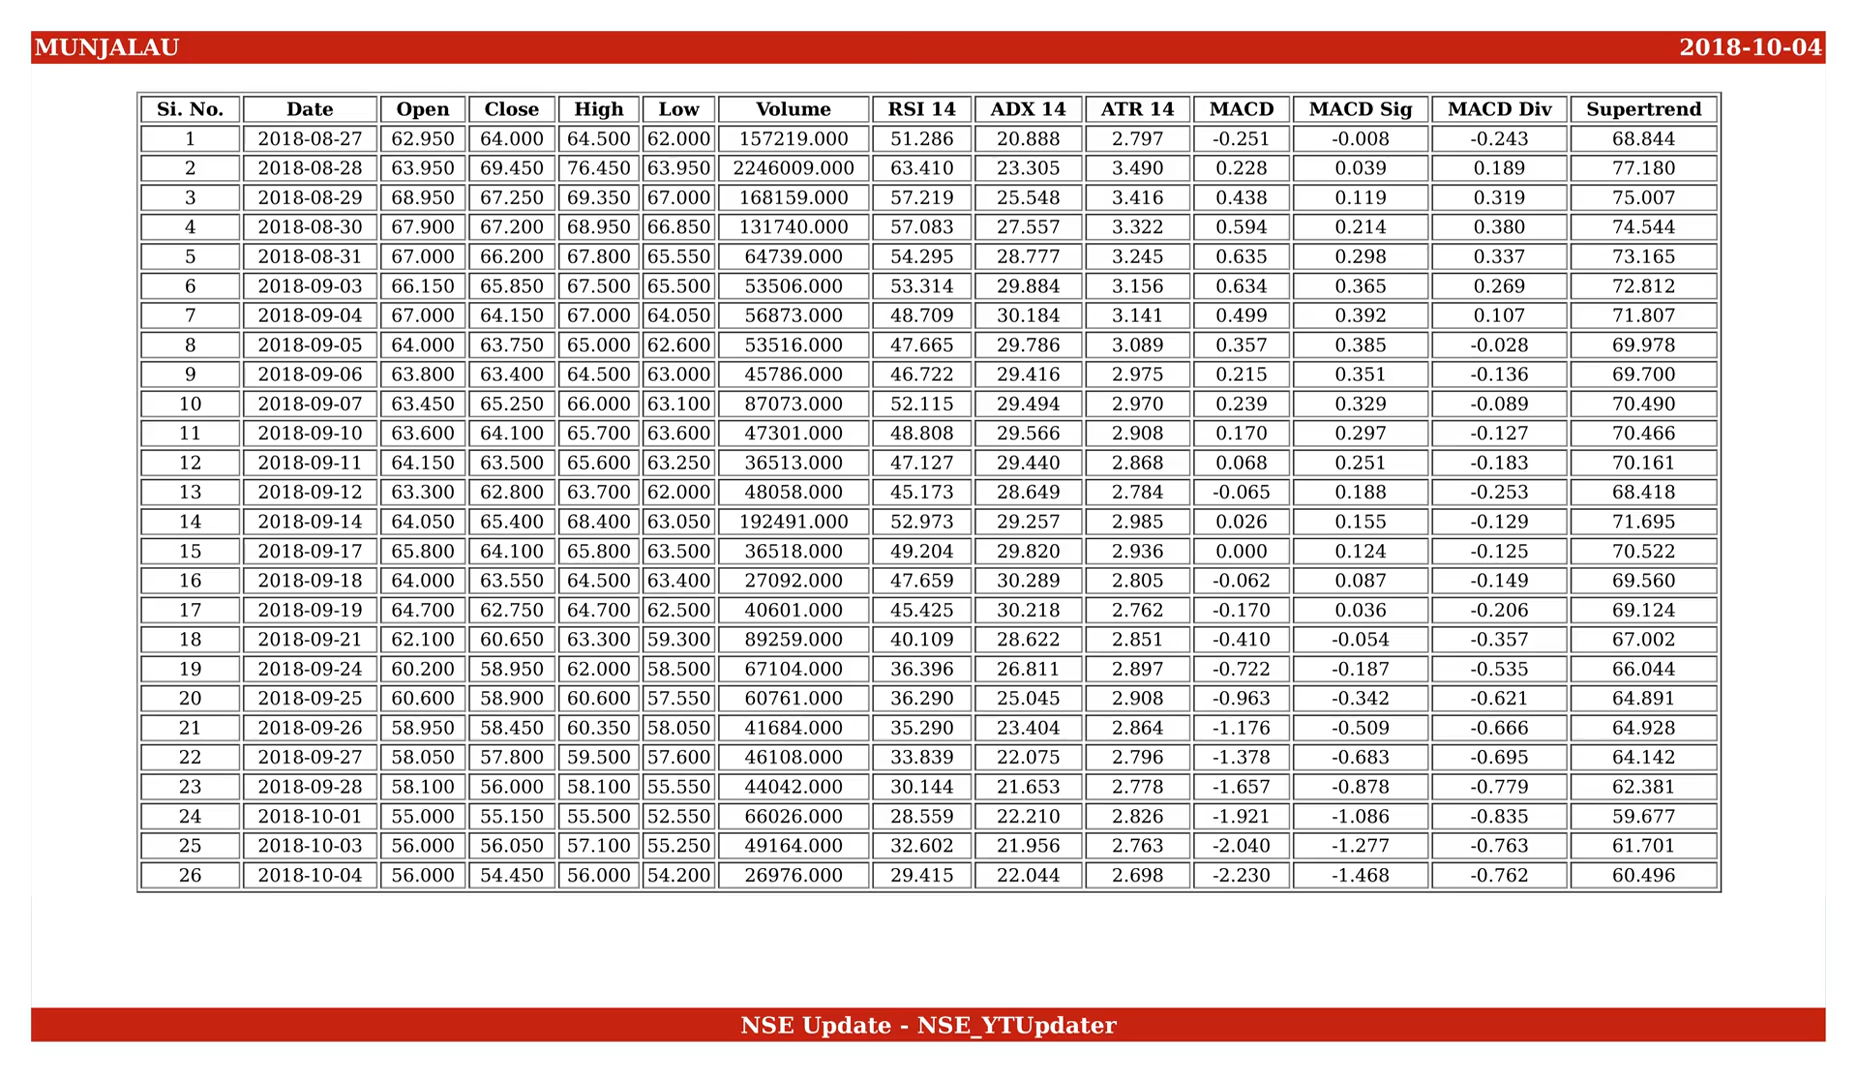 MUNJALAU 2018-10-04
Si. No. Date Open Close High Low Volume RSI 14 ADX 14 ATR 14 MACD MACD Sig MACD Div Supertrend
1 2018-08-27 62.950 64.000 64.500 62.000 157219.000 51.286 20.888 2.797 -0.251 -0.008 -0.243 68.844
2 2018-08-28 63.950 69.450 76.450 63.950 2246009.000 63.410 23.305 3.490 0.228 0.039 0.189 77.180
3 2018-08-29 68.950 67.250 69.350 67.000 168159.000 57.219 25.548 3.416 0.438 0.119 0.319 75.007
4 2018-08-30 67.900 67.200 68.950 66.850 131740.000 57.083 27.557 3.322 0.594 0.214 0.380 74.544
5 2018-08-31 67.000 66.200 67.800 65.550 64739.000 54.295 28.777 3.245 0.635 0.298 0.337 73.165
6 2018-09-03 66.150 65.850 67.500 65.500 53506.000 53.314 29.884 3.156 0.634 0.365 0.269 72.812
7 2018-09-04 67.000 64.150 67.000 64.050 56873.000 48.709 30.184 3.141 0.499 0.392 0.107 71.807
8 2018-09-05 64.000 63.750 65.000 62.600 53516.000 47.665 29.786 3.089 0.357 0.385 -0.028 69.978
9 2018-09-06 63.800 63.400 64.500 63.000 45786.000 46.722 29.416 2.975 0.215 0.351 -0.136 69.700
10 2018-09-07 63.450 65.250 66.000 63.100 87073.000 52.115 29.494 2.970 0.239 0.329 -0.089 70.490
11 2018-09-10 63.600 64.100 65.700 63.600 47301.000 48.808 29.566 2.908 0.170 0.297 -0.127 70.466
12 2018-09-11 64.150 63.500 65.600 63.250 36513.000 47.127 29.440 2.868 0.068 0.251 -0.183 70.161
13 2018-09-12 63.300 62.800 63.700 62.000 48058.000 45.173 28.649 2.784 -0.065 0.188 -0.253 68.418
14 2018-09-14 64.050 65.400 68.400 63.050 192491.000 52.973 29.257 2.985 0.026 0.155 -0.129 71.695
15 2018-09-17 65.800 64.100 65.800 63.500 36518.000 49.204 29.820 2.936 0.000 0.124 -0.125 70.522
16 2018-09-18 64.000 63.550 64.500 63.400 27092.000 47.659 30.289 2.805 -0.062 0.087 -0.149 69.560
17 2018-09-19 64.700 62.750 64.700 62.500 40601.000 45.425 30.218 2.762 -0.170 0.036 -0.206 69.124
18 2018-09-21 62.100 60.650 63.300 59.300 89259.000 40.109 28.622 2.851 -0.410 -0.054 -0.357 67.002
19 2018-09-24 60.200 58.950 62.000 58.500 67104.000 36.396 26.811 2.897 -0.722 -0.187 -0.535 66.044
20 2018-09-25 60.600 58.900 60.600 57.550 60761.000 36.290 25.045 2.908 -0.963 -0.342 -0.621 64.891
21 2018-09-26 58.950 58.450 60.350 58.050 41684.000 35.290 23.404 2.864 -1.176 -0.509 -0.666 64.928
22 2018-09-27 58.050 57.800 59.500 57.600 46108.000 33.839 22.075 2.796 -1.378 -0.683 -0.695 64.142
23 2018-09-28 58.100 56.000 58.100 55.550 44042.000 30.144 21.653 2.778 -1.657 -0.878 -0.779 62.381
24 2018-10-01 55.000 55.150 55.500 52.550 66026.000 28.559 22.210 2.826 -1.921 -1.086 -0.835 59.677
25 2018-10-03 56.000 56.050 57.100 55.250 49164.000 32.602 21.956 2.763 -2.040 -1.277 -0.763 61.701
26 2018-10-04 56.000 54.450 56.000 54.200 26976.000 29.415 22.044 2.698 -2.230 -1.468 -0.762 60.496
NSE Update - NSE_YTUpdater